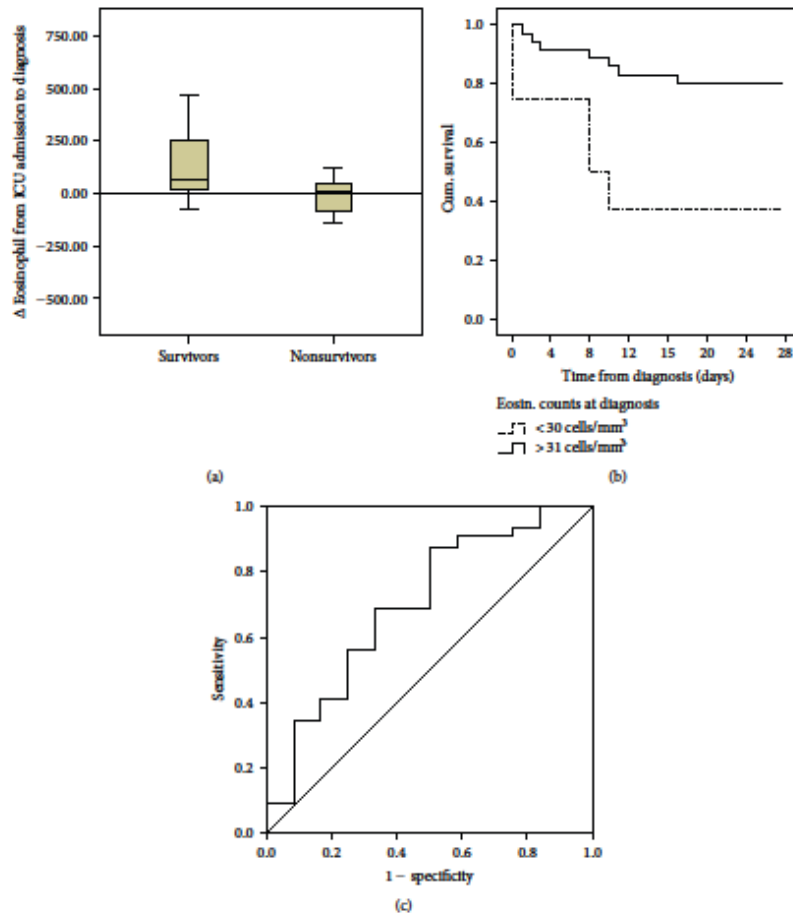 Δ Eosinophil from ICU admission to diagnosis
750.00
500.00
250.00
0.00
−250.00
−500.00
Survivors
Nonsurvivors
(a)
Cum. survival
1.0
0.8
0.6
0.4
0.2
0.0
0 4 8 12 16 20 24 28
Time from diagnosis (days)
Eosin. counts at diagnosis
<30 cells/mm³
>31 cells/mm³
(b)
Sensitivity
1.0
0.8
0.6
0.4
0.2
0.0
0.0 0.2 0.4 0.6 0.8 1.0
1 − specificity
(c)